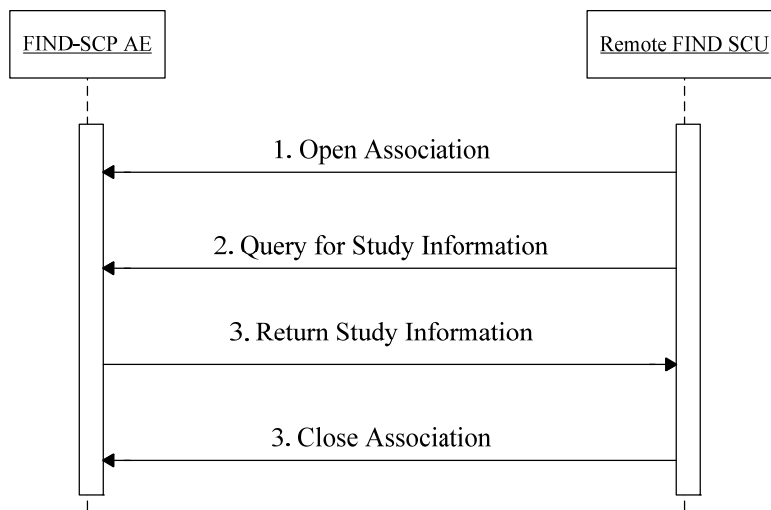 FIND-SCP AE
Remote FIND SCU
1. Open Association
2. Query for Study Information
3. Return Study Information
3. Close Association